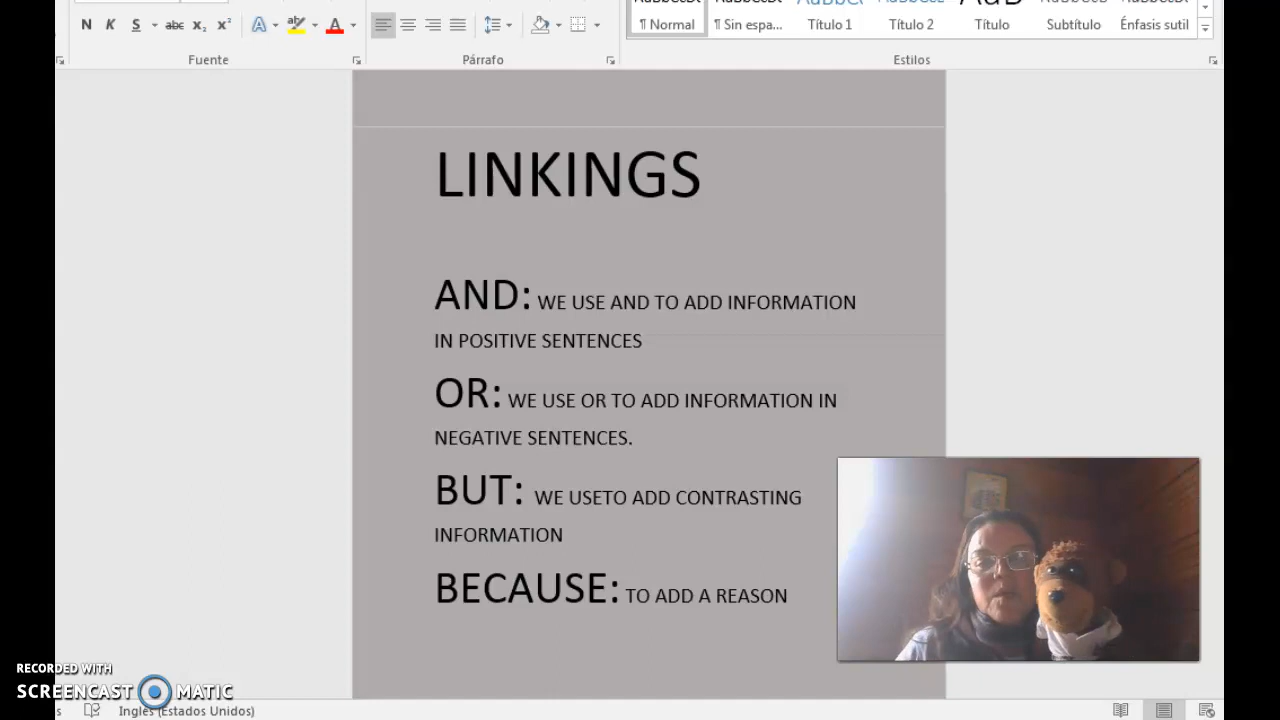 ¶ Normal ¶ Sin espa... Título 1 Título 2 Título Subtítulo Énfasis sutil
N K S abc x₂ x² A aby A
Fuente Párrafo Estilos
LINKINGS
AND: WE USE AND TO ADD INFORMATION
IN POSITIVE SENTENCES
OR: WE USE OR TO ADD INFORMATION IN
NEGATIVE SENTENCES.
BUT: WE USETO ADD CONTRASTING
INFORMATION
BECAUSE: TO ADD A REASON
RECORDED WITH
SCREENCAST MATIC
Inglés (Estados Unidos)